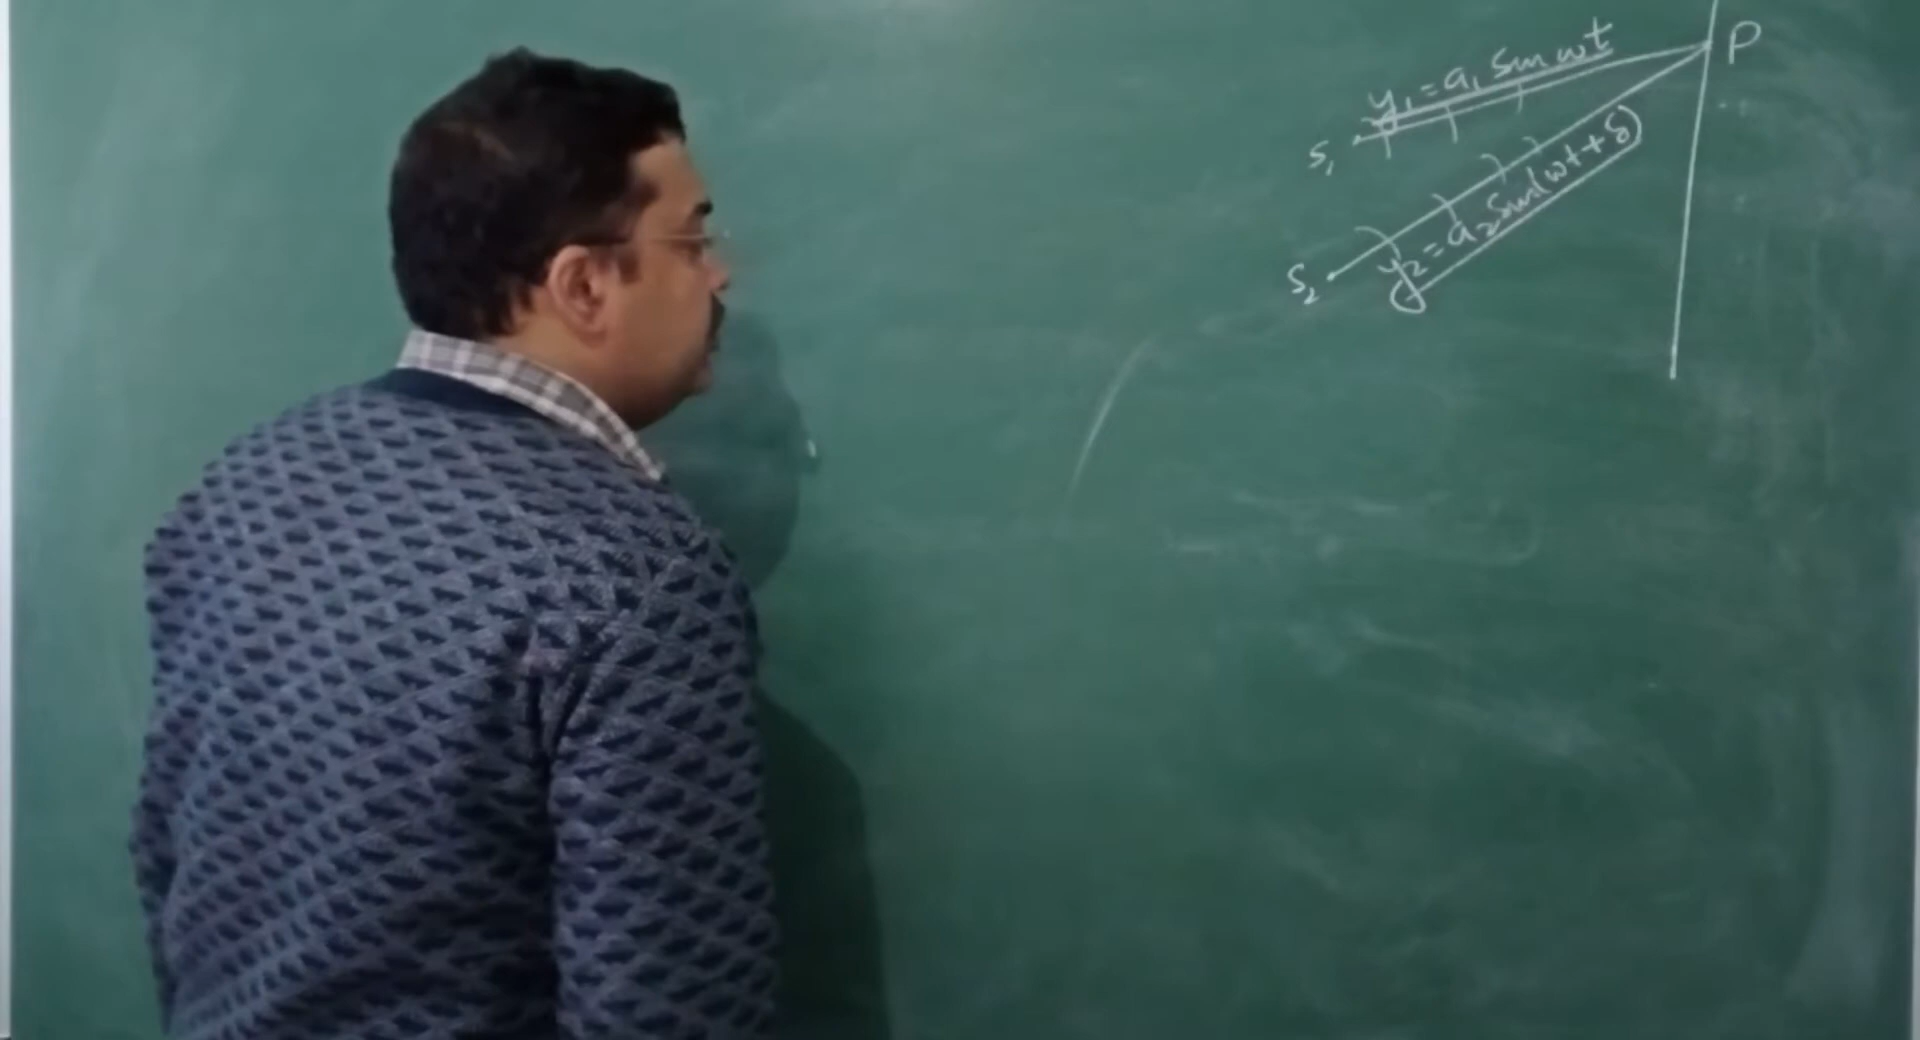 P
y₁ = a₁ sin ωt
S₁
y₂ = a₂ sin(ωt + δ)
S₂